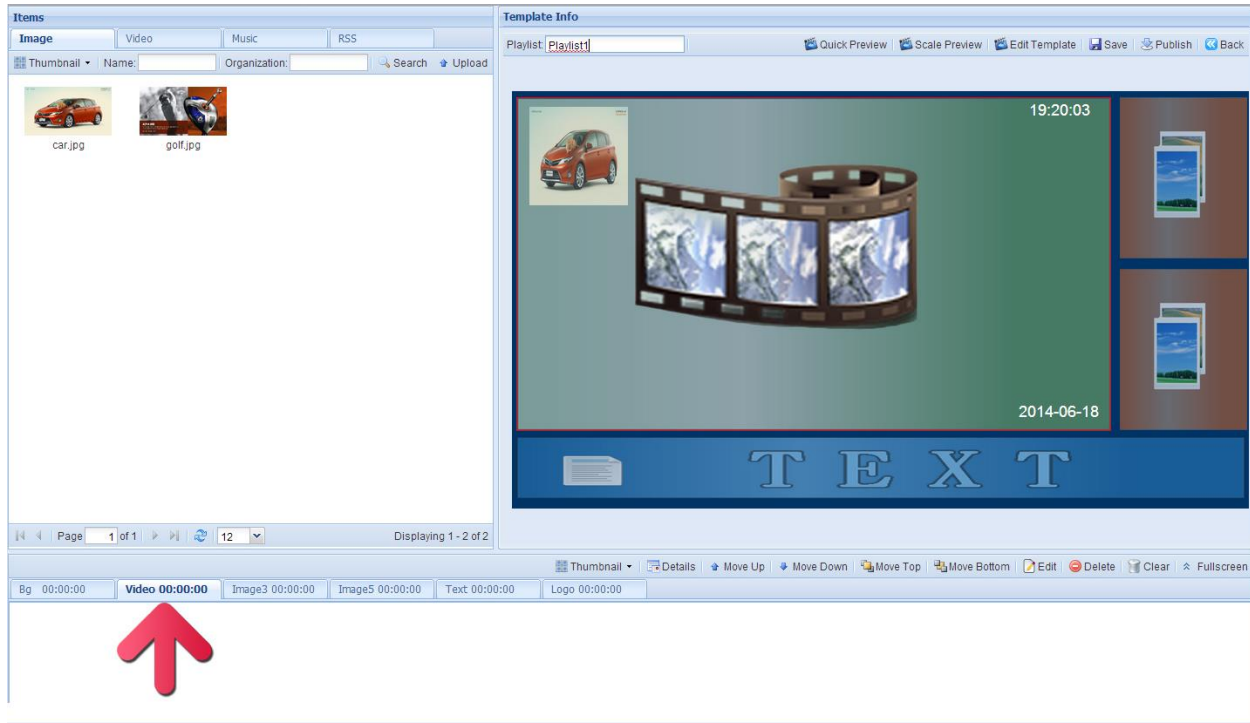 Items
Image Video Music RSS
Thumbnail Name: Organization: Search Upload
car.jpg golf.jpg
Page 1 of 1 12 Displaying 1 - 2 of 2
Template Info
Playlist: Playlist1 Quick Preview Scale Preview Edit Template Save Publish Back
19:20:03
2014-06-18
TEXT
Thumbnail Details Move Up Move Down Move Top Move Bottom Edit Delete Clear Fullscreen
Bg 00:00:00 Video 00:00:00 Image3 00:00:00 Image5 00:00:00 Text 00:00:00 Logo 00:00:00